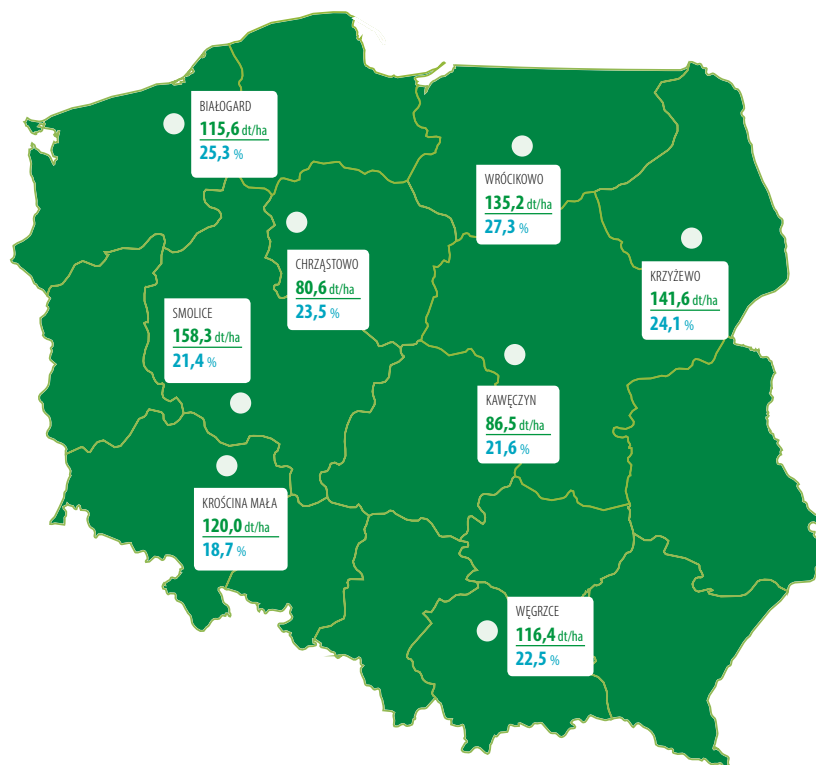 BIAŁOGARD
115,6 dt/ha
25,3 %
WRÓCIKOWO
135,2 dt/ha
27,3 %
CHRZĄSTOWO
80,6 dt/ha
23,5 %
KRZYŻEWO
141,6 dt/ha
24,1 %
SMOLICE
158,3 dt/ha
21,4 %
KAWĘCZYN
86,5 dt/ha
21,6 %
KROŚCINA MAŁA
120,0 dt/ha
18,7 %
WĘGRZCE
116,4 dt/ha
22,5 %